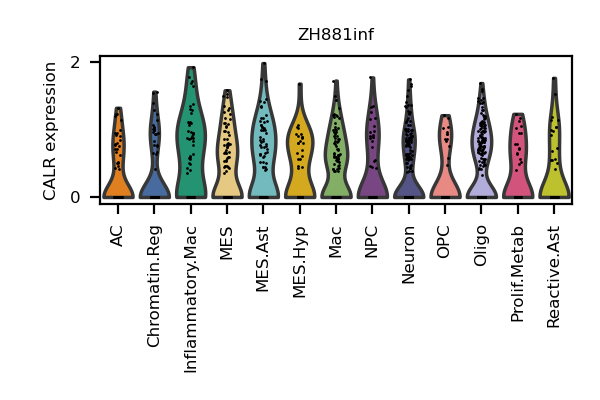 ZH881inf
CALR expression
2
0
AC
Chromatin.Reg
Inflammatory.Mac
MES
MES.Ast
MES.Hyp
Mac
NPC
Neuron
OPC
Oligo
Prolif.Metab
Reactive.Ast